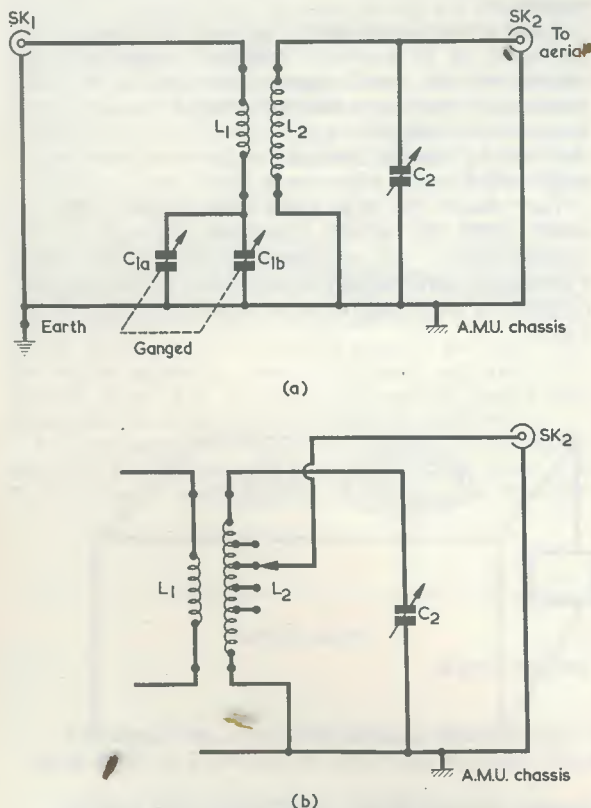 SK1
SK2
To
aerial
L1
L2
C2
C1a
C1b
Earth
Ganged
A.M.U. chassis
(a)
SK2
L1
L2
C2
A.M.U. chassis
(b)